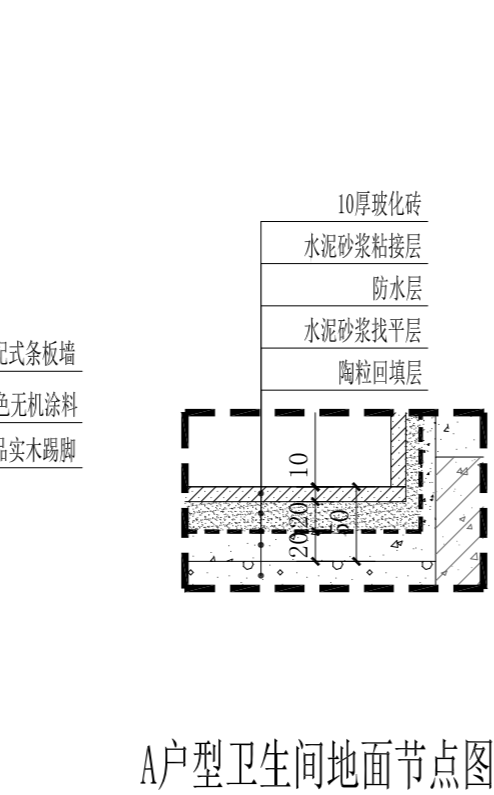 10厚玻化砖
水泥砂浆粘接层
防水层
水泥砂浆找平层
陶粒回填层
配式条板墙
色无机涂料
品实木踢脚
10
20
20
50
A户型卫生间地面节点图